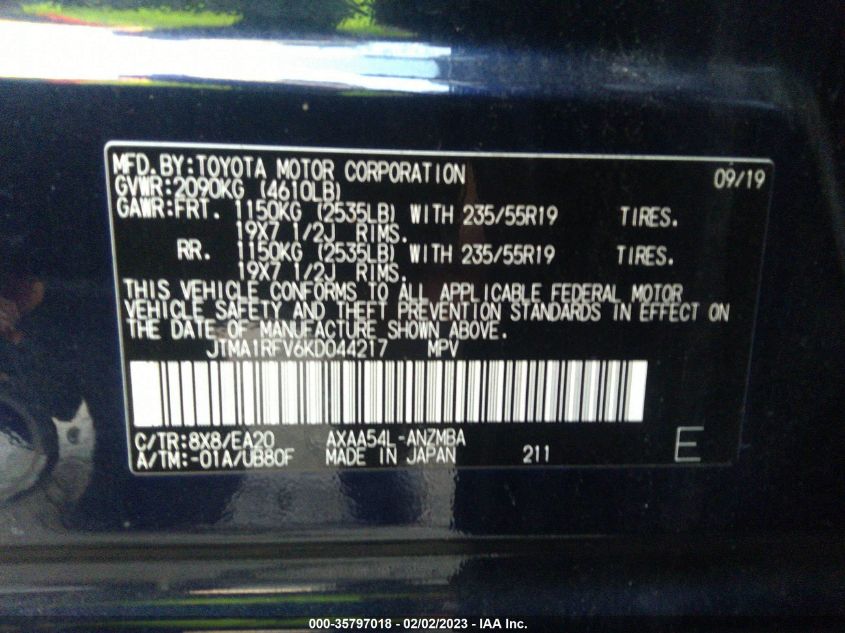 MFD.BY:TOYOTA MOTOR CORPORATION 09/19
GVWR:2090KG (4610LB)
GAWR:FRT. 1150KG (2535LB) WITH 235/55R19 TIRES.
19X7 1/2J RIMS.
RR. 1150KG (2535LB) WITH 235/55R19 TIRES.
19X7 1/2J RIMS.
THIS VEHICLE CONFORMS TO ALL APPLICABLE FEDERAL MOTOR
VEHICLE SAFETY AND THEFT PREVENTION STANDARDS IN EFFECT ON
THE DATE OF MANUFACTURE SHOWN ABOVE.
JTMA1RFV6KD044217 MPV
C/TR:8X8/EA20 AXAA54L-ANZMBA
A/TM:-01A/UB80F MADE IN JAPAN 211 E
000-35797018 - 02/02/2023 - © IAA Inc.